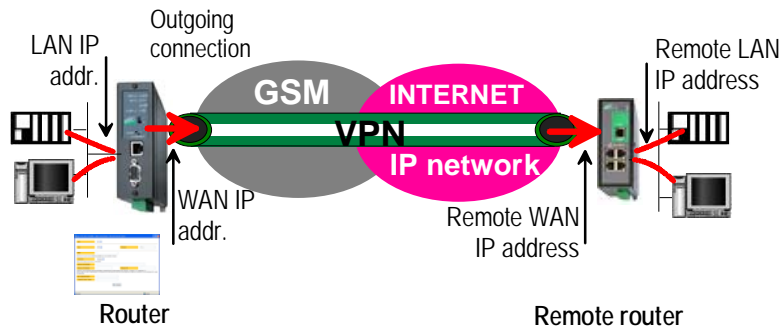 Outgoing
connection
LAN IP
addr.
Remote LAN
IP address
GSM
INTERNET
VPN
IP network
WAN IP
addr.
Remote WAN
IP address
Router
Remote router